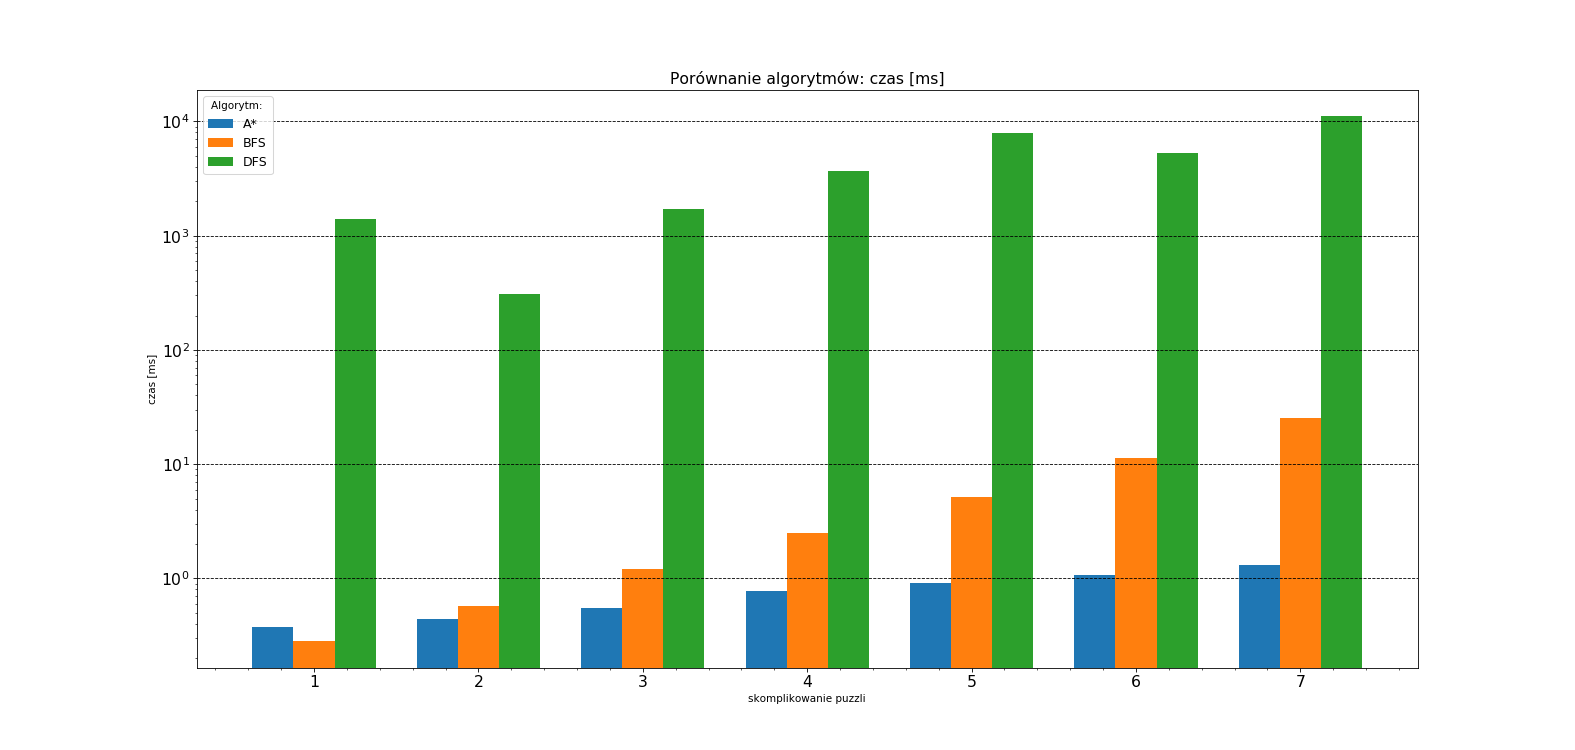 Porównanie algorytmów: czas [ms]
Algorytm:
A*
BFS
DFS
10⁴
10³
10²
10¹
10⁰
czas [ms]
1 2 3 4 5 6 7
skomplikowanie puzzli